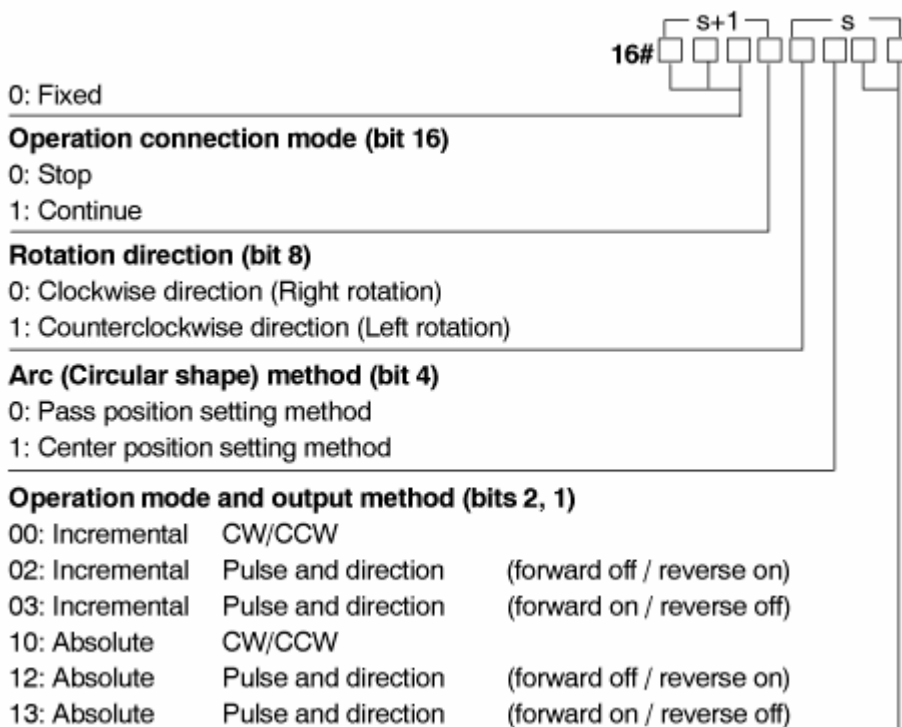 s+1 s
16#
0: Fixed
Operation connection mode (bit 16)
0: Stop
1: Continue
Rotation direction (bit 8)
0: Clockwise direction (Right rotation)
1: Counterclockwise direction (Left rotation)
Arc (Circular shape) method (bit 4)
0: Pass position setting method
1: Center position setting method
Operation mode and output method (bits 2, 1)
00: Incremental CW/CCW
02: Incremental Pulse and direction (forward off / reverse on)
03: Incremental Pulse and direction (forward on / reverse off)
10: Absolute CW/CCW
12: Absolute Pulse and direction (forward off / reverse on)
13: Absolute Pulse and direction (forward on / reverse off)